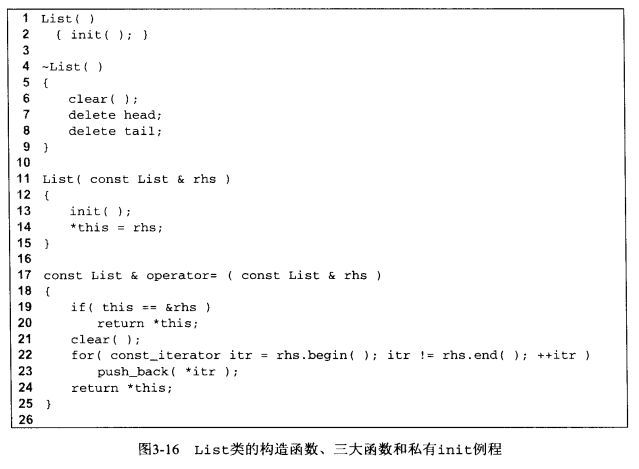 1 List( )
2 { init( ); }
3
4 ~List( )
5 {
6 clear( );
7 delete head;
8 delete tail;
9 }
10
11 List( const List & rhs )
12 {
13 init( );
14 *this = rhs;
15 }
16
17 const List & operator= ( const List & rhs )
18 {
19 if( this == &rhs )
20 return *this;
21 clear( );
22 for( const_iterator itr = rhs.begin( ); itr != rhs.end( ); ++itr )
23 push_back( *itr );
24 return *this;
25 }
26
图3-16 List类的构造函数、三大函数和私有init例程